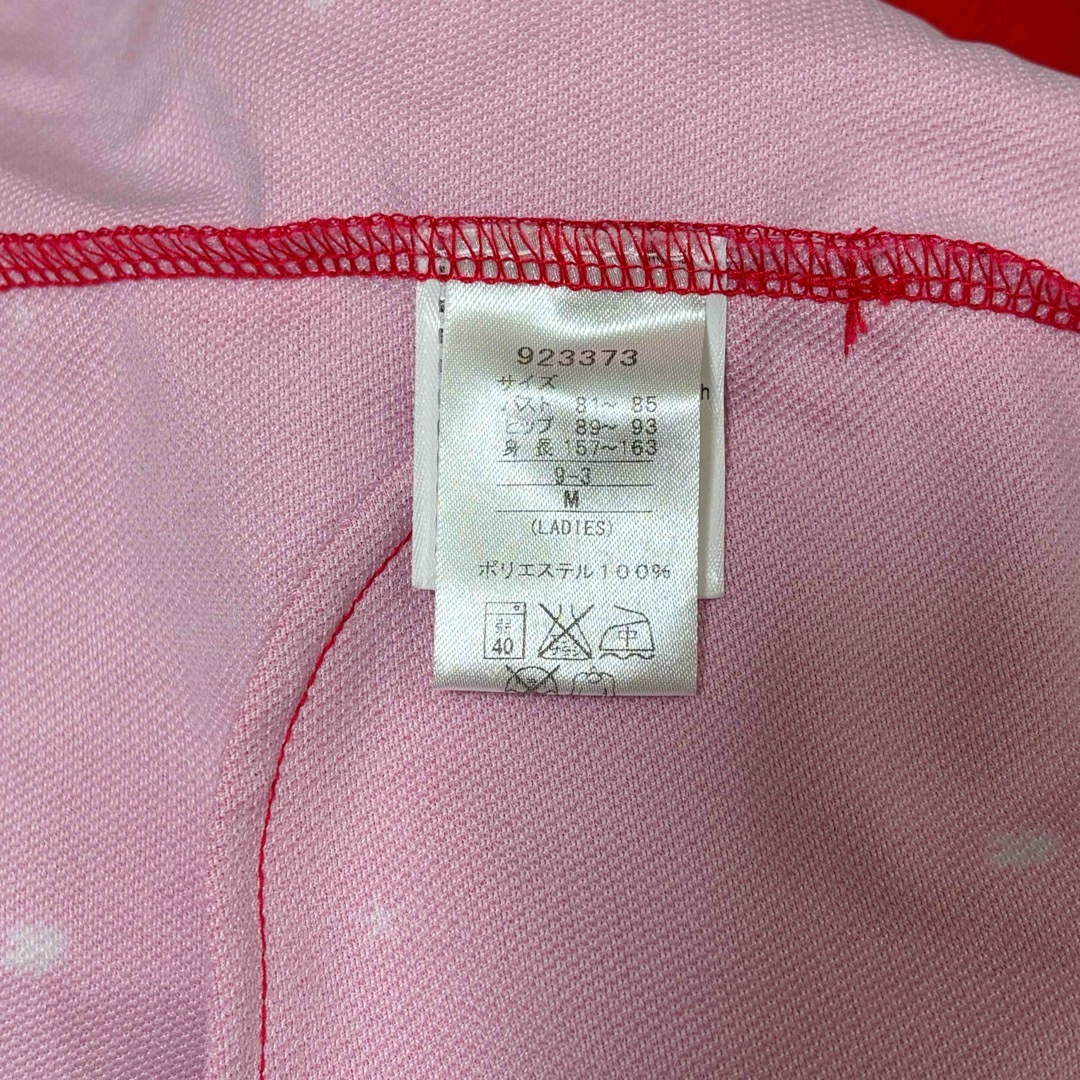 923373
サイズ
バスト 81～ 85
ヒップ 89～ 93
身 長 157～163
9-3
M
(LADIES)
ポリエステル100%
弱
40
中
h